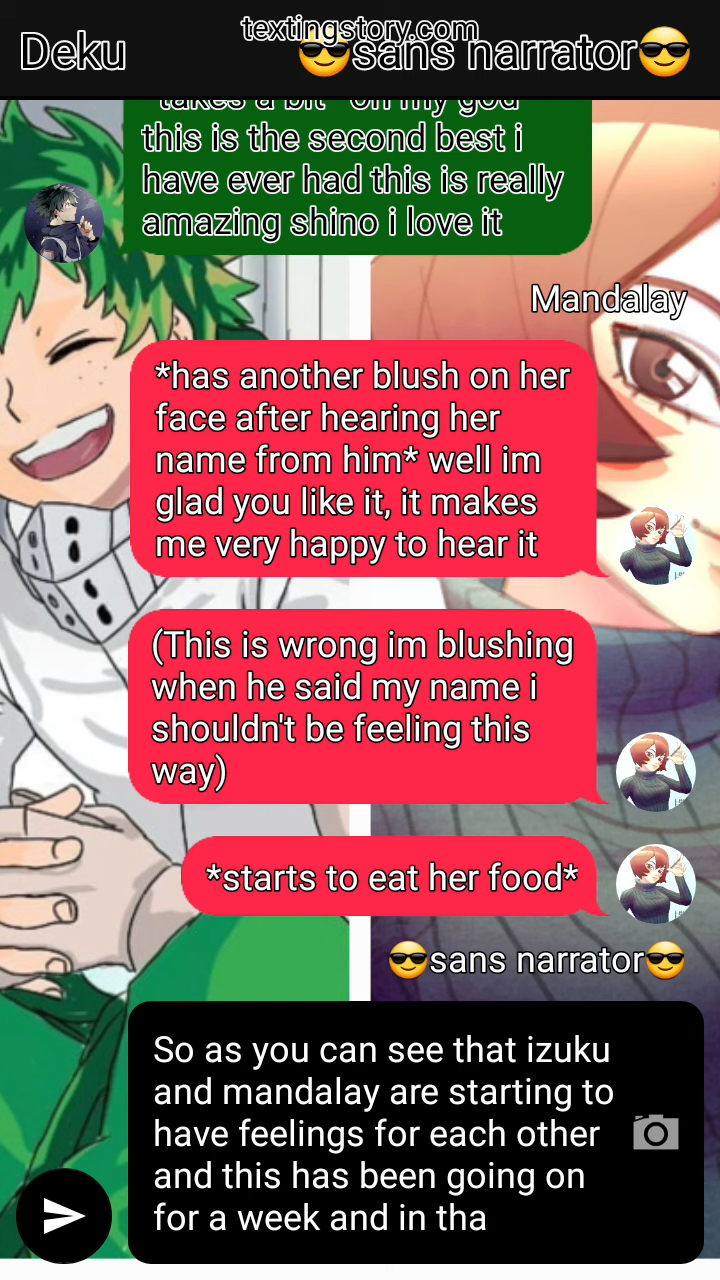 textingstory.com
Deku
😎sans narrator😎
*takes a bit* oh my god
this is the second best i
have ever had this is really
amazing shino i love it
Mandalay
*has another blush on her
face after hearing her
name from him* well im
glad you like it, it makes
me very happy to hear it
(This is wrong im blushing
when he said my name i
shouldn't be feeling this
way)
*starts to eat her food*
😎sans narrator😎
So as you can see that izuku
and mandalay are starting to
have feelings for each other
and this has been going on
for a week and in tha